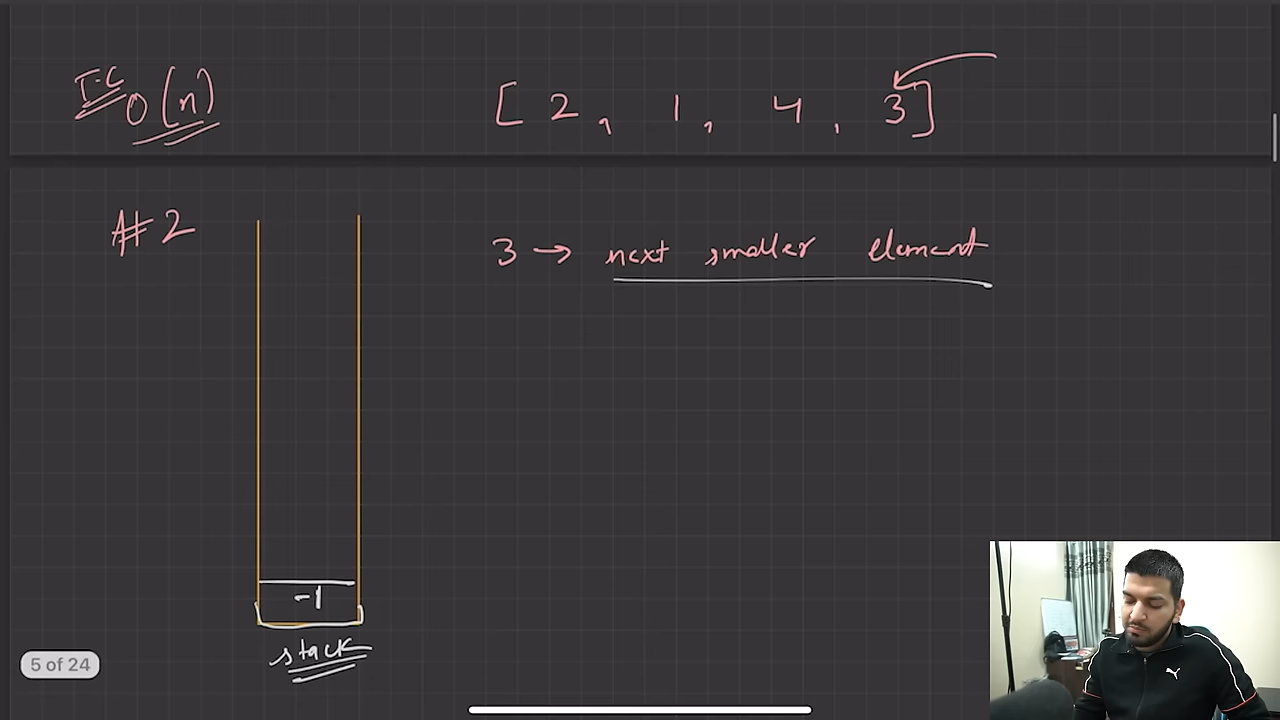 T.C O(n)
[ 2, 1, 4, 3]
#2
3 → next smaller element
-1
stack
5 of 24